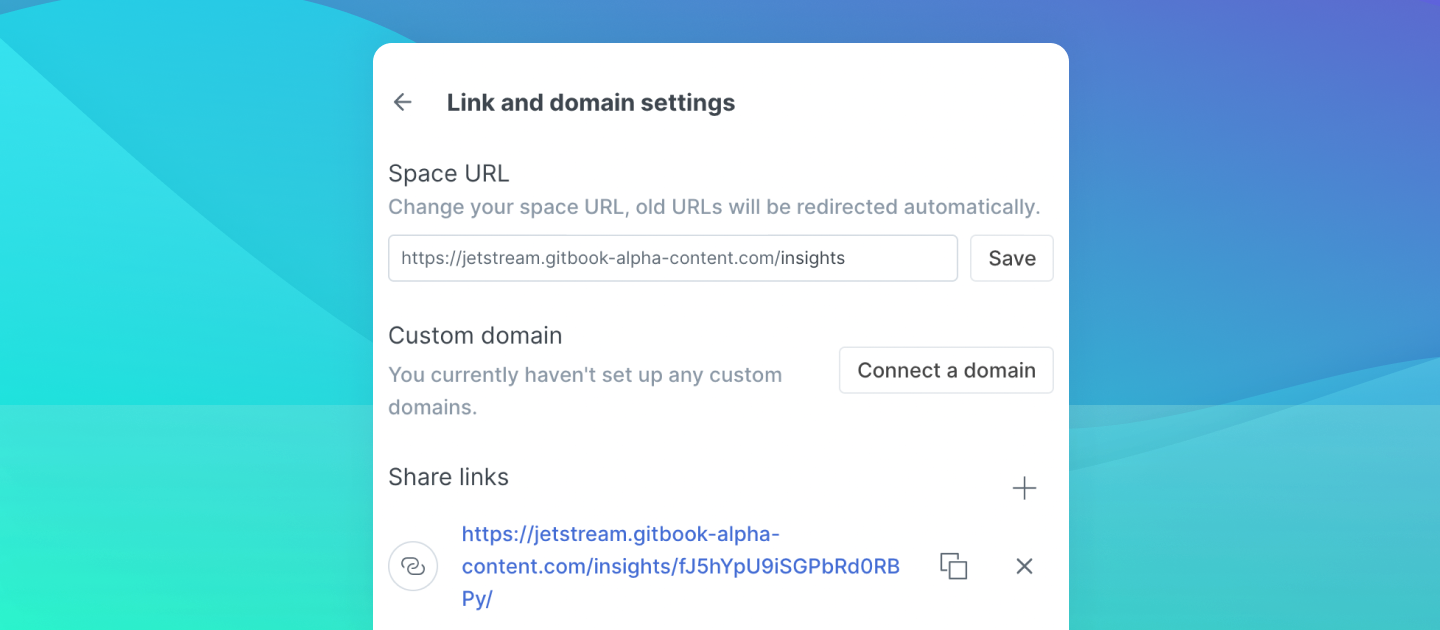 Link and domain settings
Space URL
Change your space URL, old URLs will be redirected automatically.
https://jetstream.gitbook-alpha-content.com/insights
Save
Custom domain
You currently haven't set up any custom
domains.
Connect a domain
Share links
https://jetstream.gitbook-alpha-
content.com/insights/fJ5hYpU9iSGPbRd0RB
Py/